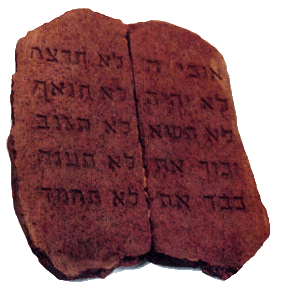 אנכי ה'
לא יהיה
לא תשא
זכור את
כבד את
לא תרצח
לא תנאף
לא תגנב
לא תענה
לא תחמד